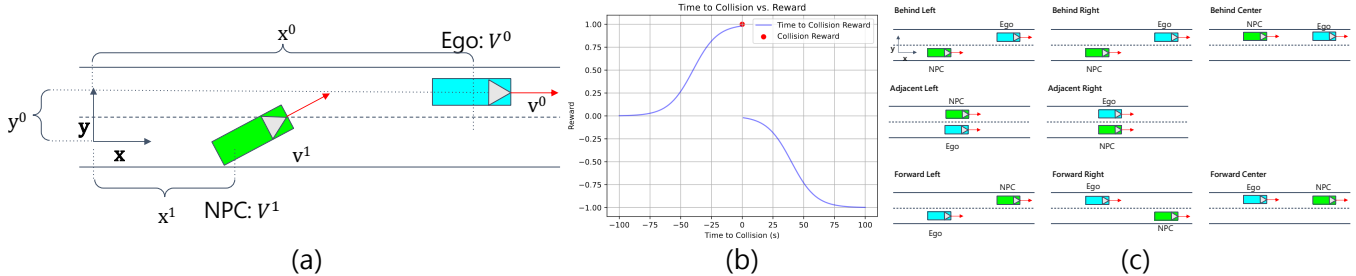 x⁰
Ego: V⁰
y⁰
y
x
v⁰
v¹
x¹
NPC: V¹
(a)
Time to Collision vs. Reward
Time to Collision Reward
Collision Reward
1.00
0.75
0.50
0.25
0.00
−0.25
−0.50
−0.75
−1.00
Reward
−100
−75
−50
−25
0
25
50
75
100
Time to Collision (s)
(b)
Behind Left
Ego
y
x
NPC
Behind Right
Ego
NPC
Behind Center
NPC
Ego
Adjacent Left
NPC
Ego
Adjacent Right
Ego
NPC
Forward Left
NPC
Ego
Forward Right
Ego
NPC
Forward Center
Ego
NPC
(c)